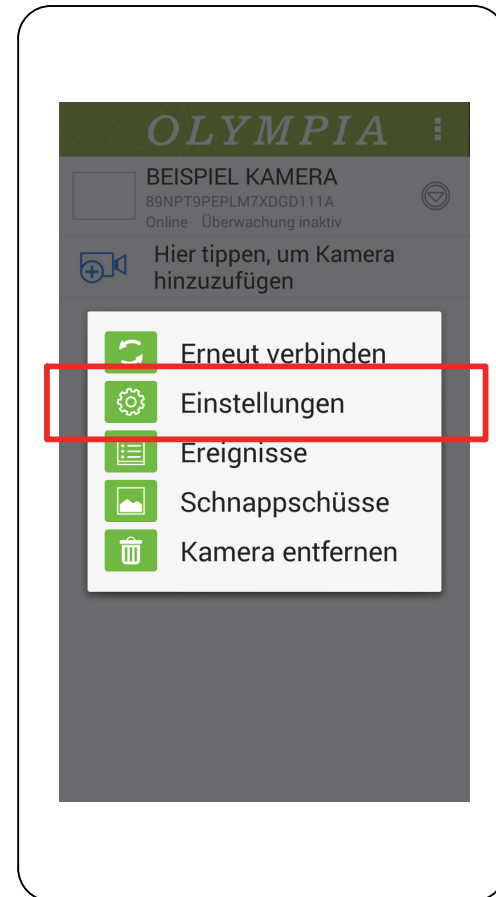 OLYMPIA
BEISPIEL KAMERA
89NPT9PEPLM7XDGD111A
Online Überwachung inaktiv
Hier tippen, um Kamera
hinzuzufügen
Erneut verbinden
Einstellungen
Ereignisse
Schnappschüsse
Kamera entfernen